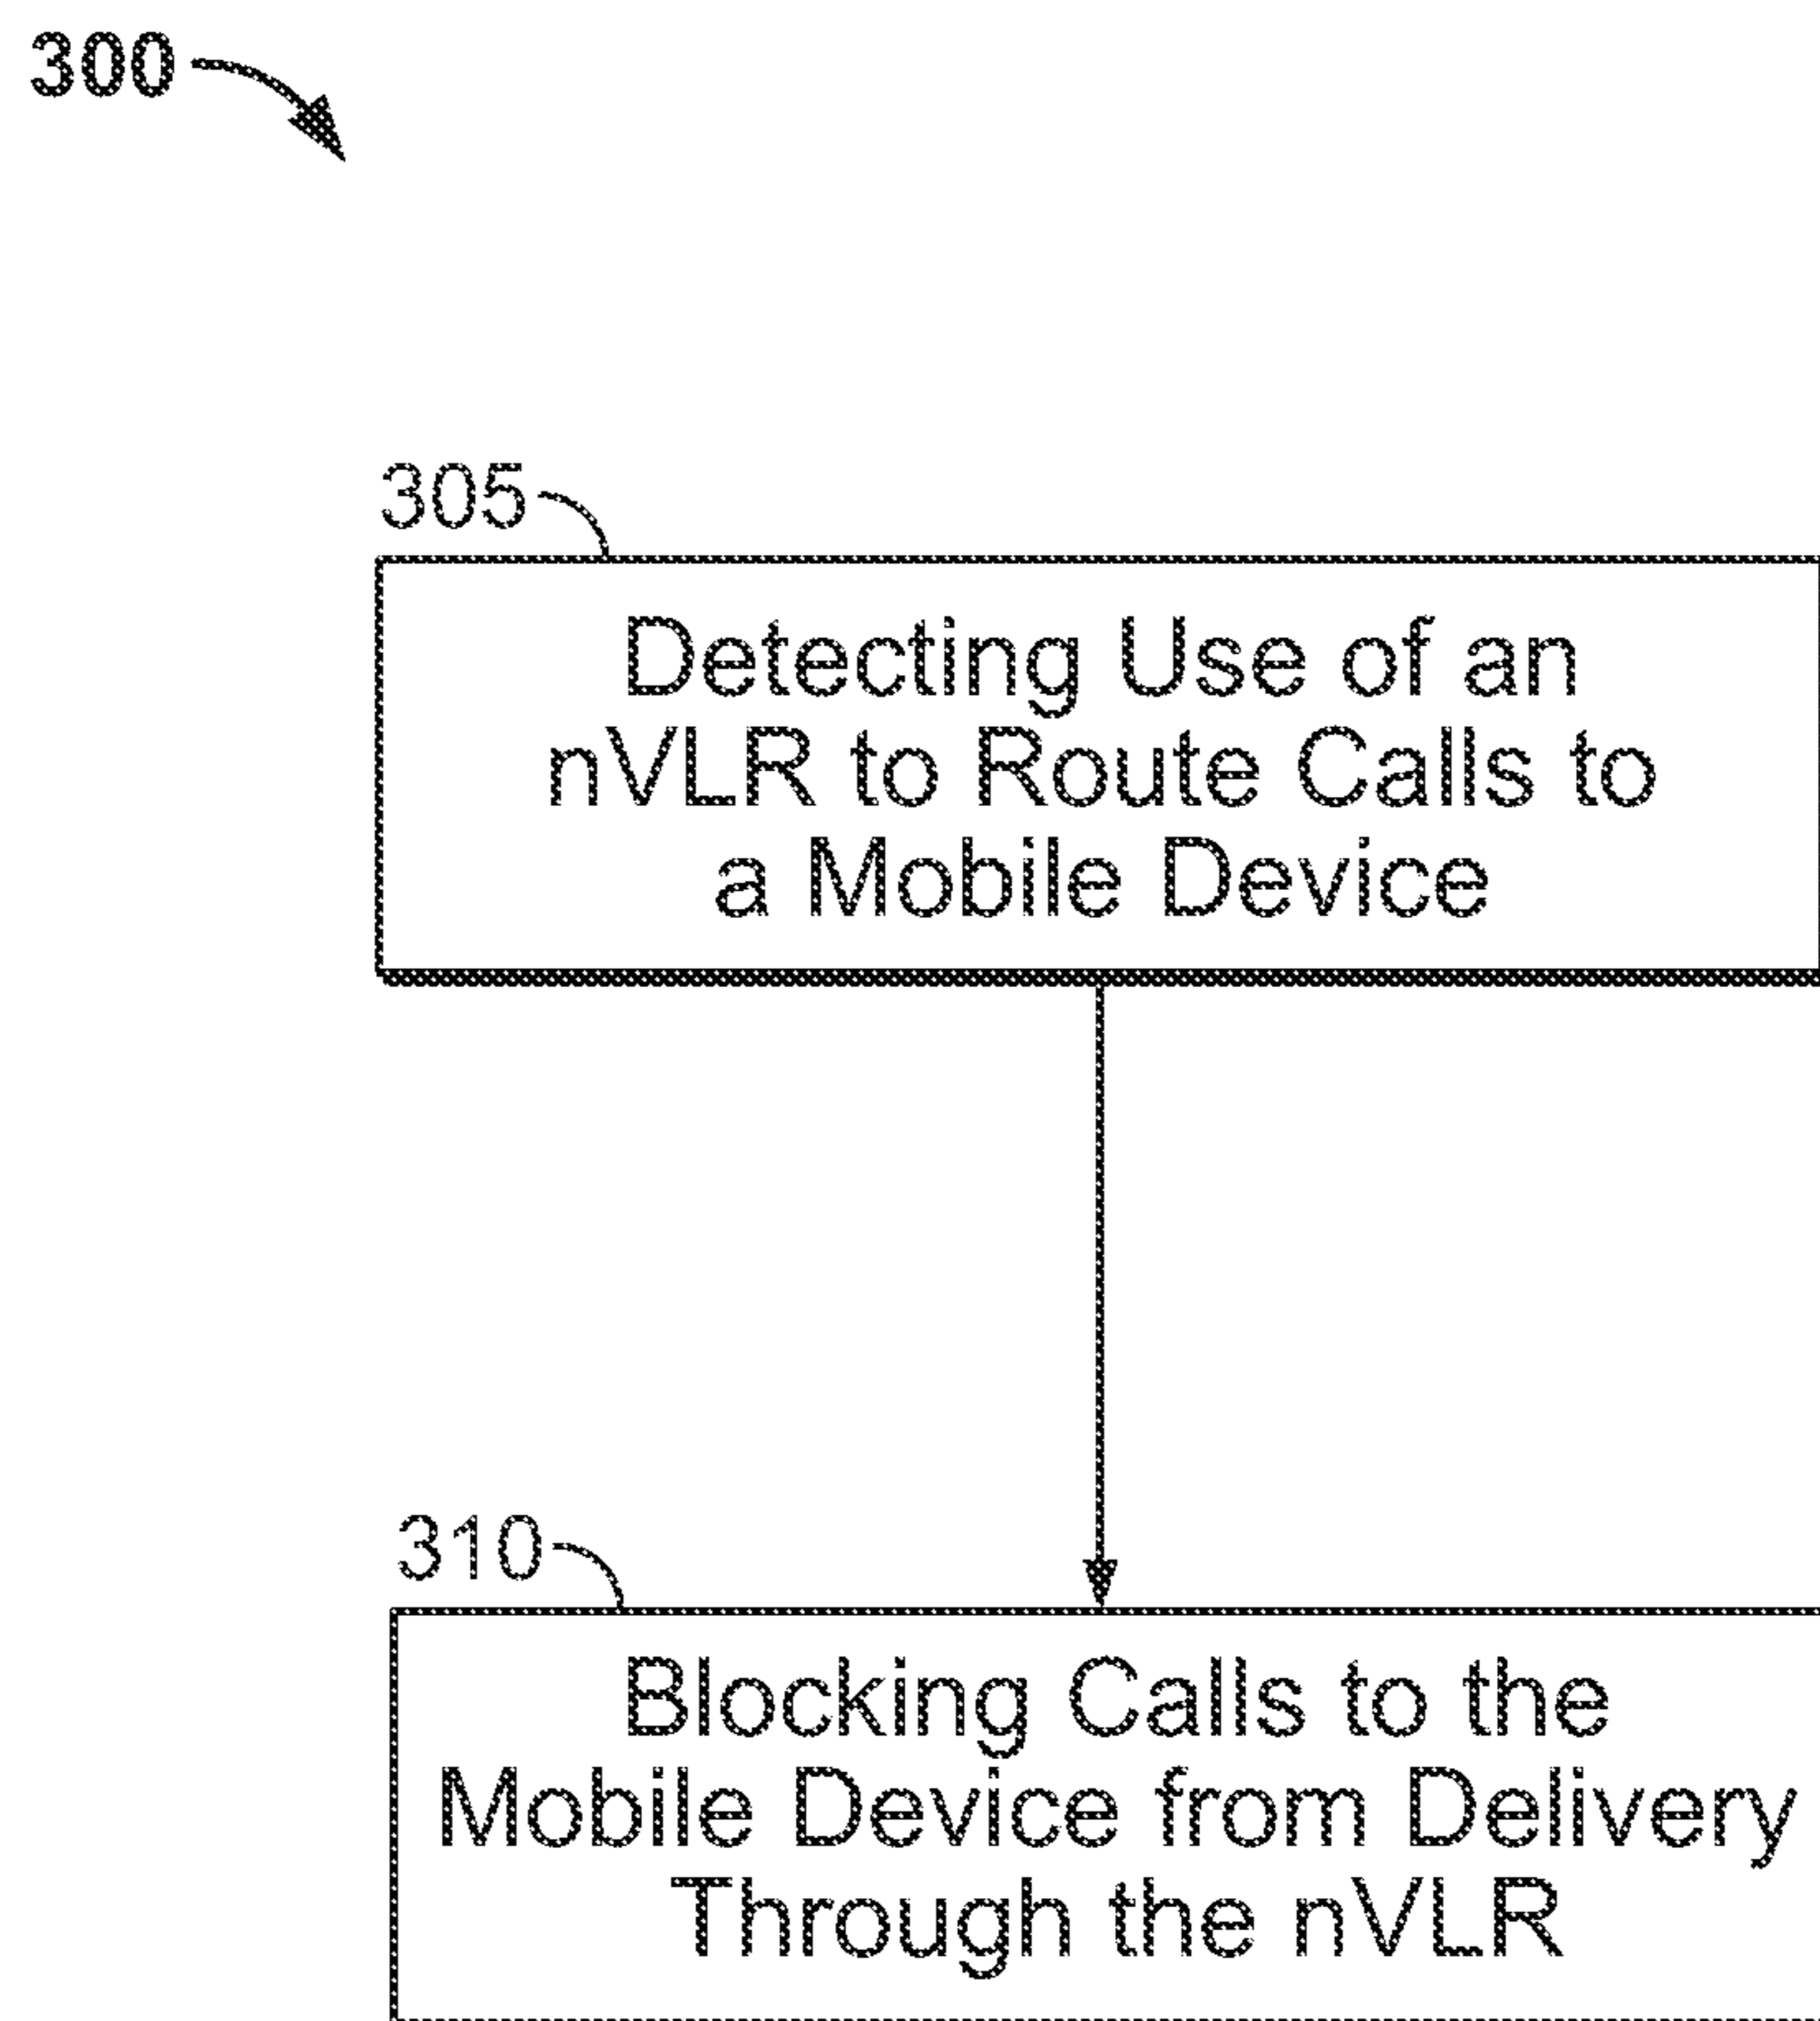 300
305
Detecting Use of an
nVLR to Route Calls to
a Mobile Device
310
Blocking Calls to the
Mobile Device from Delivery
Through the nVLR